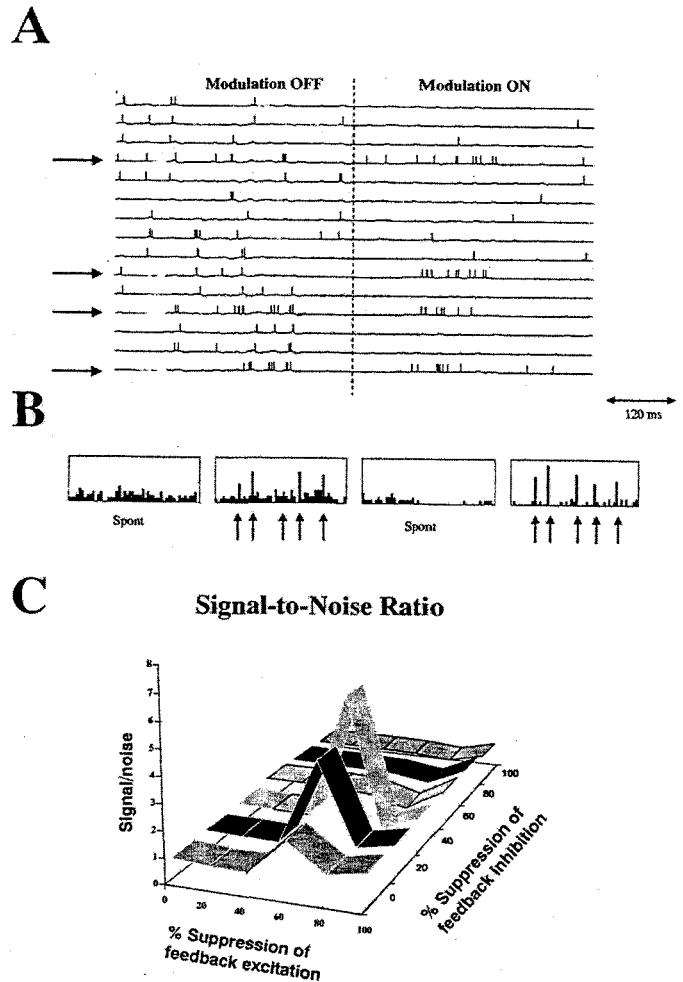 A
Modulation OFF
Modulation ON
120 ms
B
Spont
Spont
C
Signal-to-Noise Ratio
Signal/noise
8
7
6
5
4
3
2
1
0
0
20
40
60
80
100
% Suppression of
feedback excitation
0
20
40
60
80
100
% Suppression of
feedback inhibition